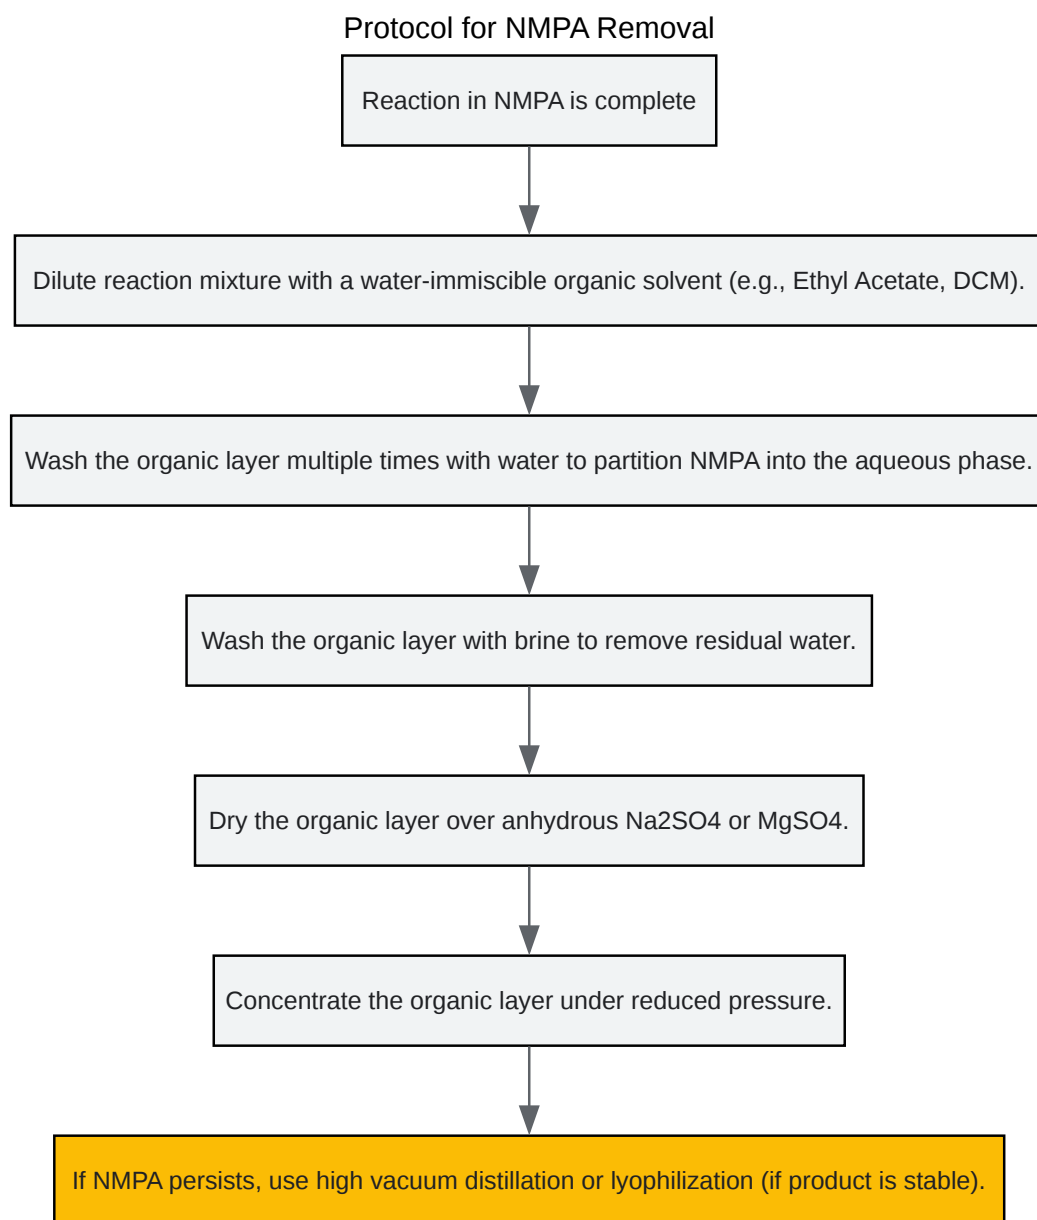 Protocol for NMPA Removal
Reaction in NMPA is complete
Dilute reaction mixture with a water-immiscible organic solvent (e.g., Ethyl Acetate, DCM).
Wash the organic layer multiple times with water to partition NMPA into the aqueous phase.
Wash the organic layer with brine to remove residual water.
Dry the organic layer over anhydrous Na2SO4 or MgSO4.
Concentrate the organic layer under reduced pressure.
If NMPA persists, use high vacuum distillation or lyophilization (if product is stable).